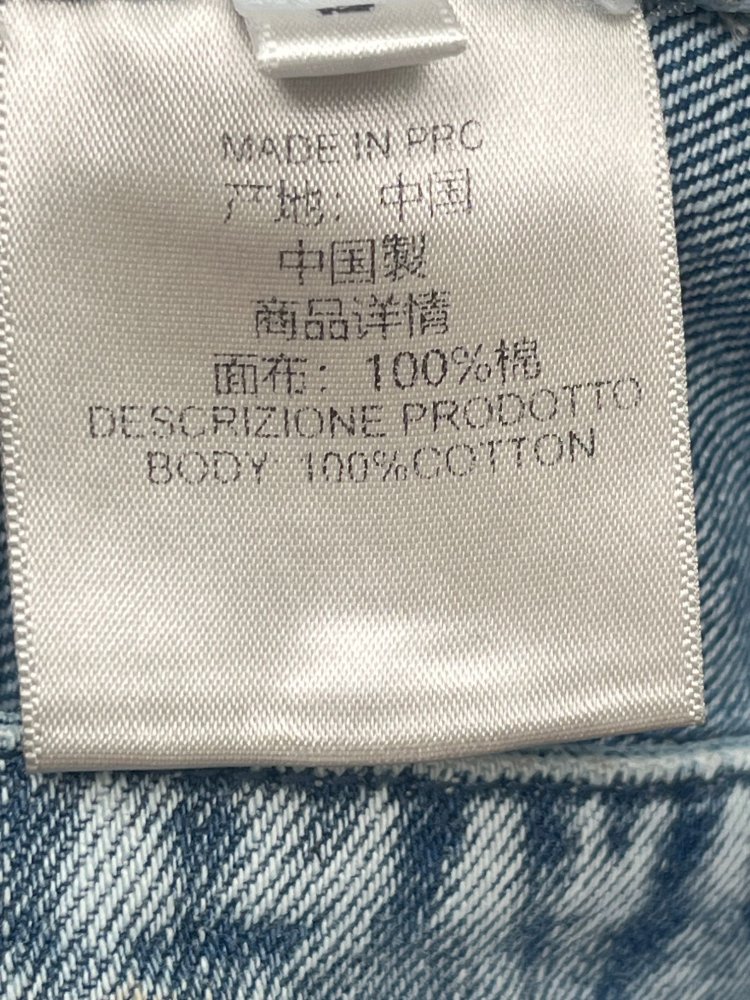 MADE IN PRC
产地：中国
中国製
商品详情
面布：100%棉
DESCRIZIONE PRODOTTO
BODY 100%COTTON